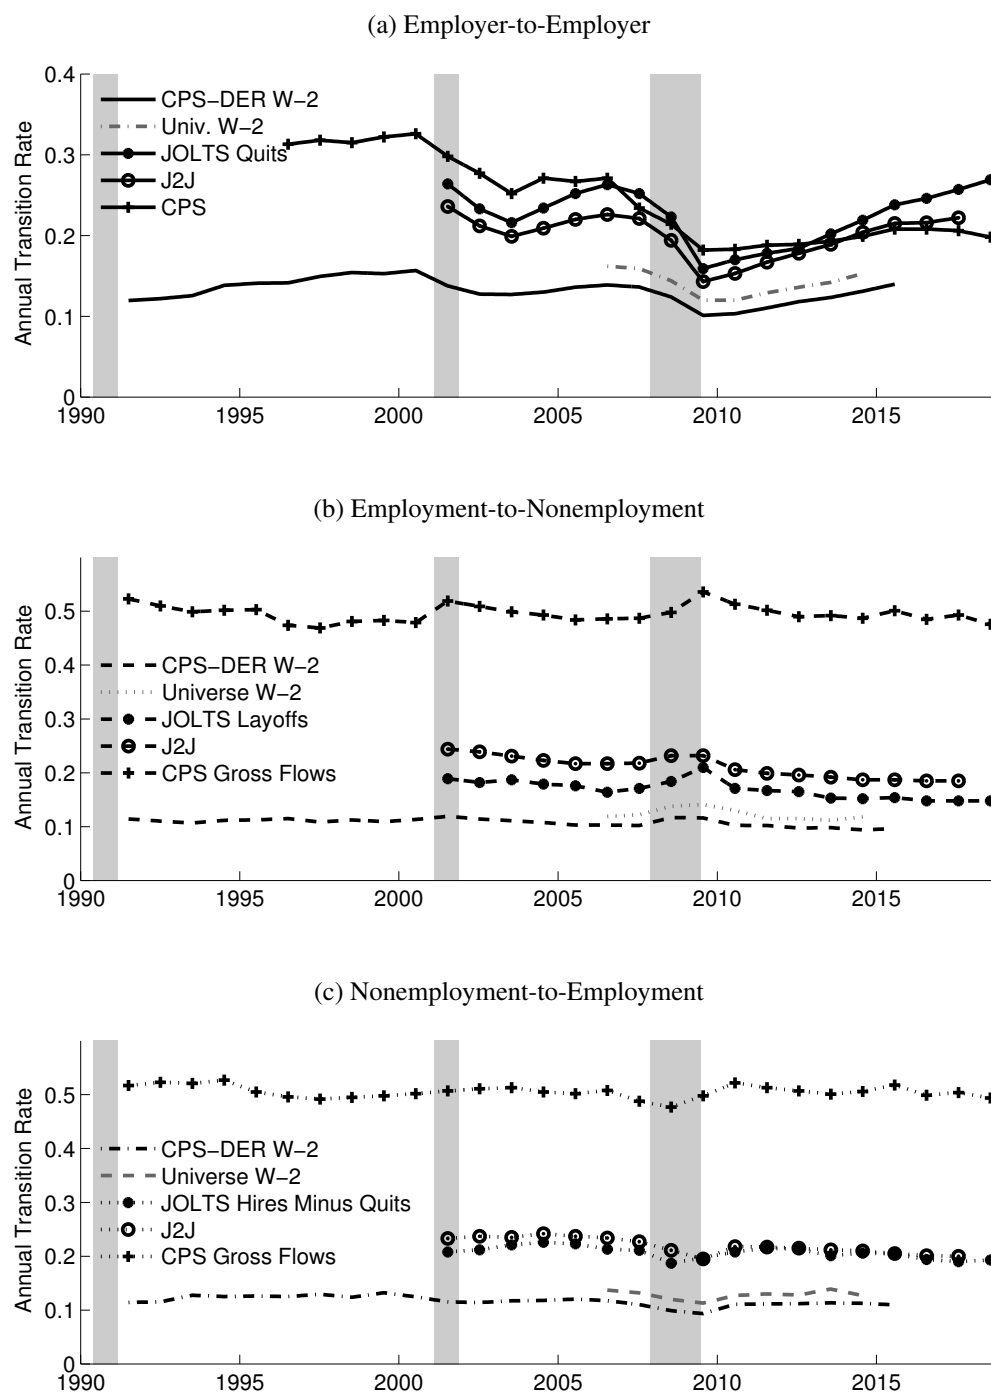 (a) Employer-to-Employer
0.4
CPS−DER W−2
Univ. W−2
0.3
JOLTS Quits
J2J
CPS
0.2
0.1
0
Annual Transition Rate
1990 1995 2000 2005 2010 2015
(b) Employment-to-Nonemployment
0.5
0.4
CPS−DER W−2
Universe W−2
0.3
JOLTS Layoffs
J2J
0.2
CPS Gross Flows
0.1
0
Annual Transition Rate
1990 1995 2000 2005 2010 2015
(c) Nonemployment-to-Employment
0.5
0.4
CPS−DER W−2
Universe W−2
0.3
JOLTS Hires Minus Quits
J2J
0.2
CPS Gross Flows
0.1
0
Annual Transition Rate
1990 1995 2000 2005 2010 2015